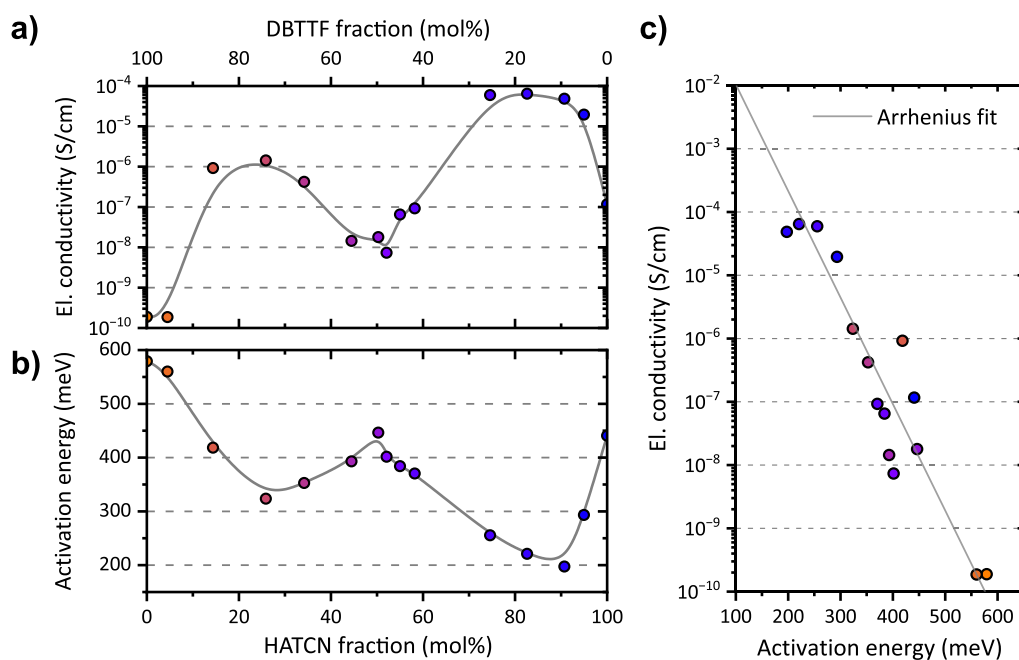 a)
DBTTF fraction (mol%)
100 80 60 40 20 0
El. conductivity (S/cm)
10⁻⁴
10⁻⁵
10⁻⁶
10⁻⁷
10⁻⁸
10⁻⁹
10⁻¹⁰
b)
Activation energy (meV)
600
500
400
300
200
0 20 40 60 80 100
HATCN fraction (mol%)
c)
El. conductivity (S/cm)
10⁻²
10⁻³
10⁻⁴
10⁻⁵
10⁻⁶
10⁻⁷
10⁻⁸
10⁻⁹
10⁻¹⁰
Arrhenius fit
100 200 300 400 500 600
Activation energy (meV)